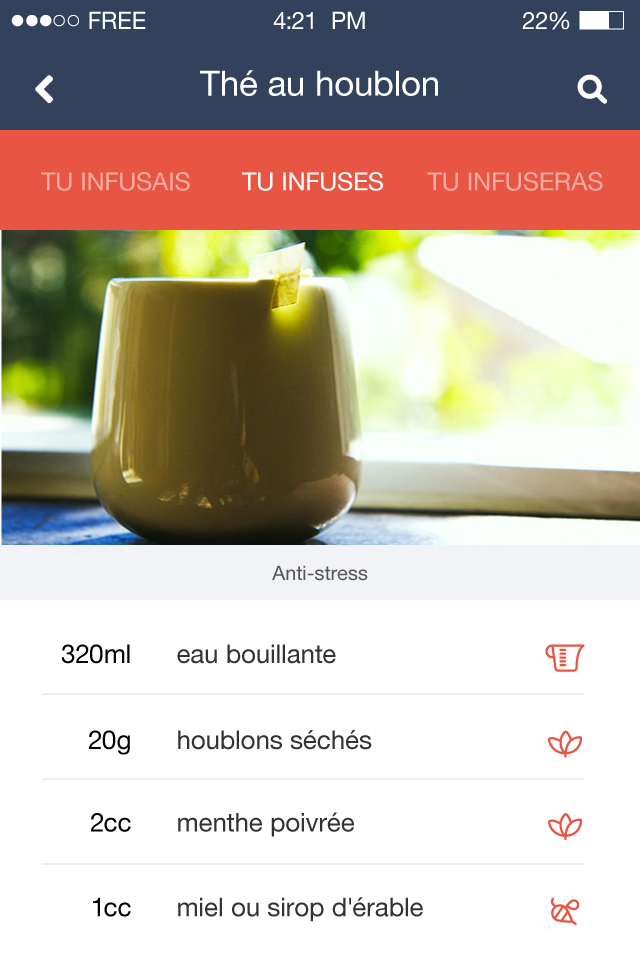 FREE 4:21 PM 22%
Thé au houblon
TU INFUSAIS TU INFUSES TU INFUSERAS
Anti-stress
320ml eau bouillante
20g houblons séchés
2cc menthe poivrée
1cc miel ou sirop d'érable